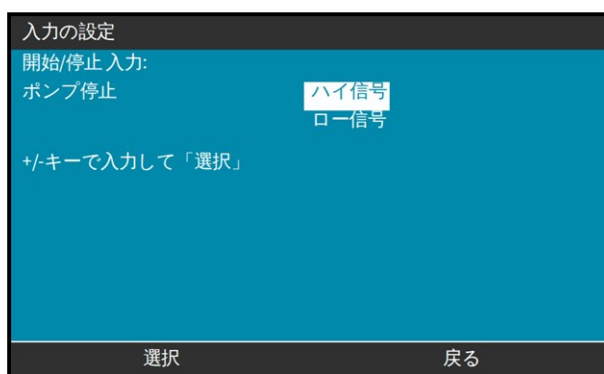 入力の設定
開始/停止 入力:
ポンプ停止 ハイ信号
ロー信号
+/-キーで入力して「選択」
選択 戻る